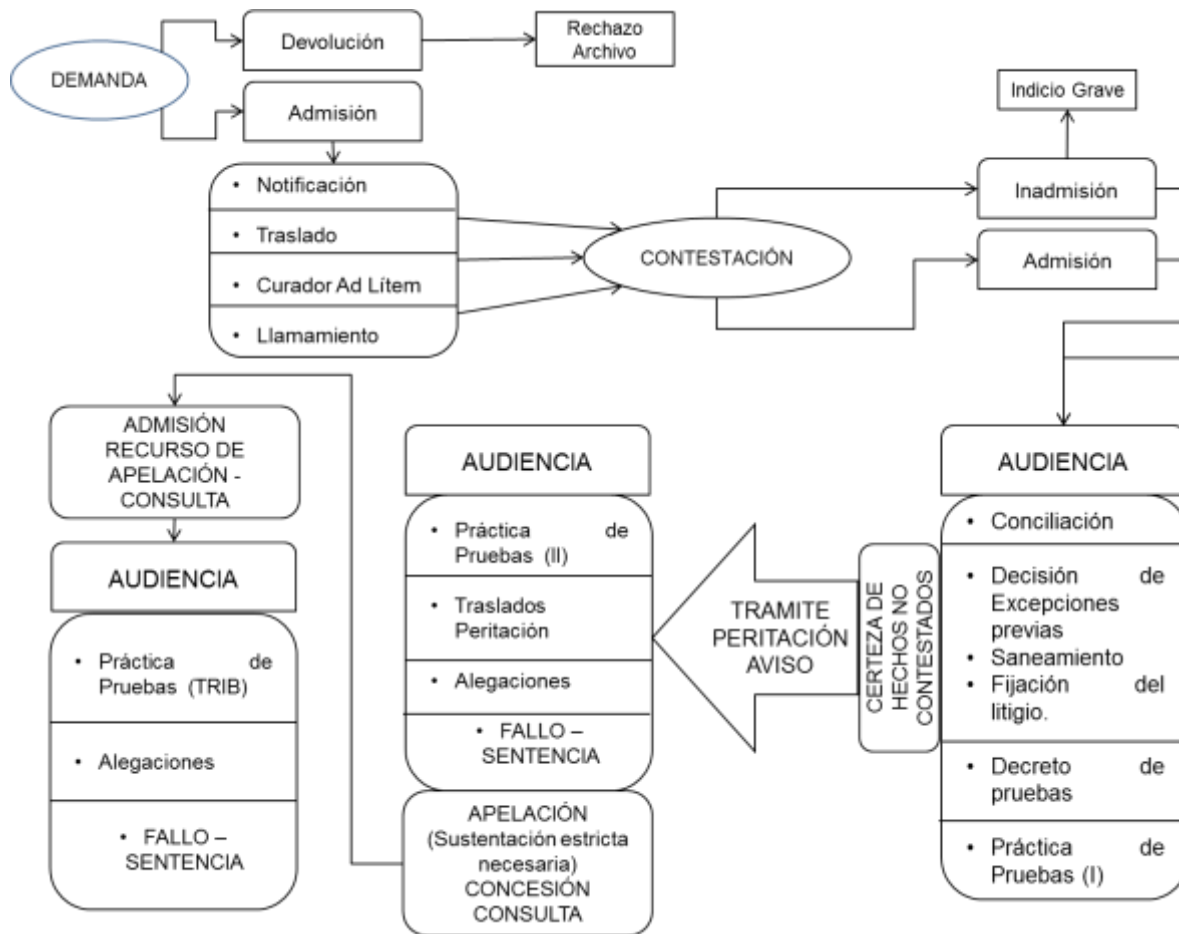 DEMANDA
Devolución
Rechazo
Archivo
Admisión
• Notificación
• Traslado
• Curador Ad Lítem
• Llamamiento
CONTESTACIÓN
Indicio Grave
Inadmisión
Admisión
AUDIENCIA
• Conciliación
• Decisión de
Excepciones
previas
• Saneamiento
• Fijación del
litigio.
• Decreto de
pruebas
• Práctica de
Pruebas (I)
CERTEZA DE
HECHOS NO
CONTESTADOS
TRAMITE
PERITACIÓN
AVISO
AUDIENCIA
• Práctica de
Pruebas (II)
• Traslados
Peritación
• Alegaciones
• FALLO –
SENTENCIA
APELACIÓN
(Sustentación estricta
necesaria)
CONCESIÓN
CONSULTA
ADMISIÓN
RECURSO DE
APELACIÓN -
CONSULTA
AUDIENCIA
• Práctica de
Pruebas (TRIB)
• Alegaciones
• FALLO –
SENTENCIA